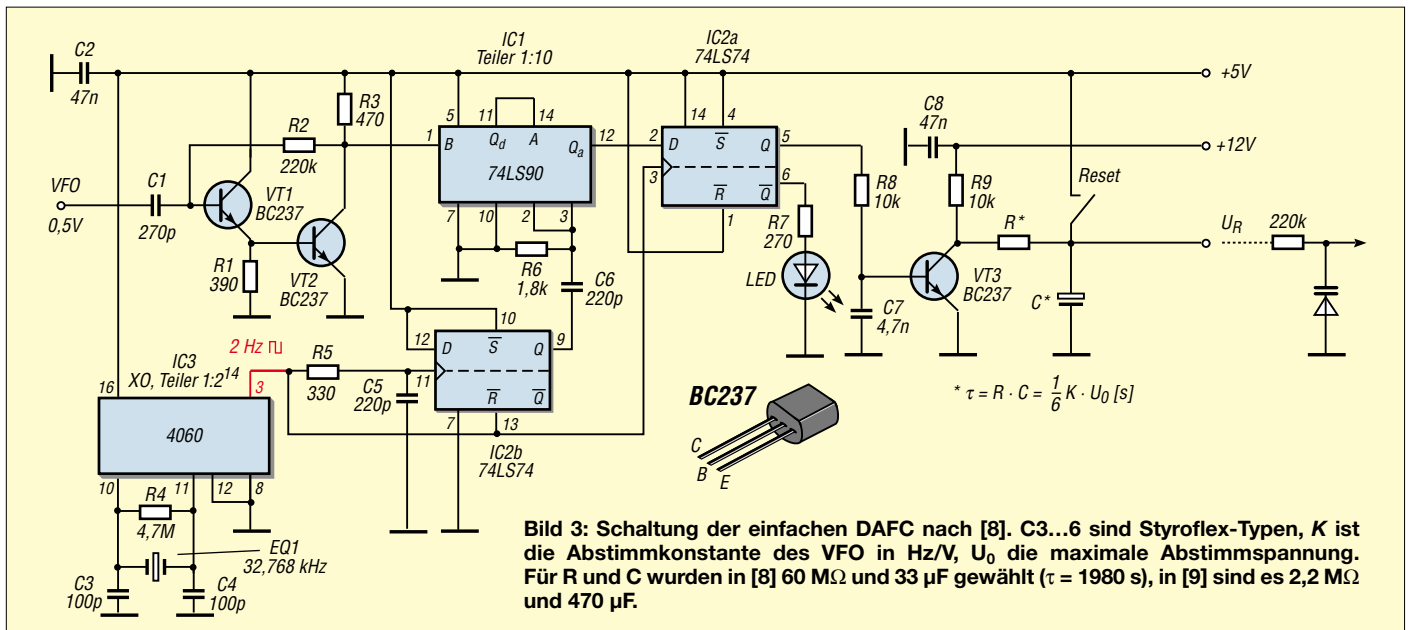 C2
47n
IC1
Teiler 1:10
IC2a
74LS74
+5V
R3
470
5
11
14
14
4
C8
47n
R2
220k
1
B
Qd
A
Qa
12
2
D
S
Q
5
+12V
3
6
Q
74LS90
R
1
VFO
0,5V
C1
270p
VT1
BC237
R8
10k
R9
10k
Reset
7
10
2
3
R7
270
R*
UR
220k
R1
390
VT2
BC237
R6
1,8k
C6
220p
LED
C7
4,7n
VT3
BC237
C*
10
12
D
S
Q
9
2 Hz
R5
330
11
R
Q
IC3
XO, Teiler 1:2¹⁴
16
3
C5
220p
7
13
IC2b
74LS74
BC237
* τ = R · C = 1/6 K · U0 [s]
4060
C
B
E
10
11
12
8
R4
4,7M
EQ1
32,768 kHz
C3
100p
C4
100p
Bild 3: Schaltung der einfachen DAFC nach [8]. C3...6 sind Styroflex-Typen, K ist
die Abstimmkonstante des VFO in Hz/V, U0 die maximale Abstimmspannung.
Für R und C wurden in [8] 60 MΩ und 33 µF gewählt (τ = 1980 s), in [9] sind es 2,2 MΩ
und 470 µF.